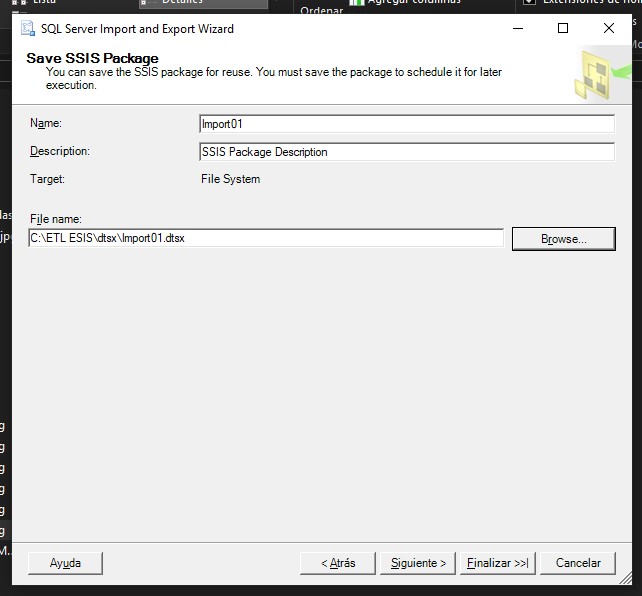 Lista
Detalles
Ordenar
Agregar columnas
Extensiones de nom
SQL Server Import and Export Wizard
Save SSIS Package
You can save the SSIS package for reuse. You must save the package to schedule it for later
execution.
Name:
Import01
Description:
SSIS Package Description
Target:
File System
File name:
C:\ETL ESIS\dtsx\Import01.dtsx
Browse...
Ayuda
< Atrás
Siguiente >
Finalizar >>|
Cancelar